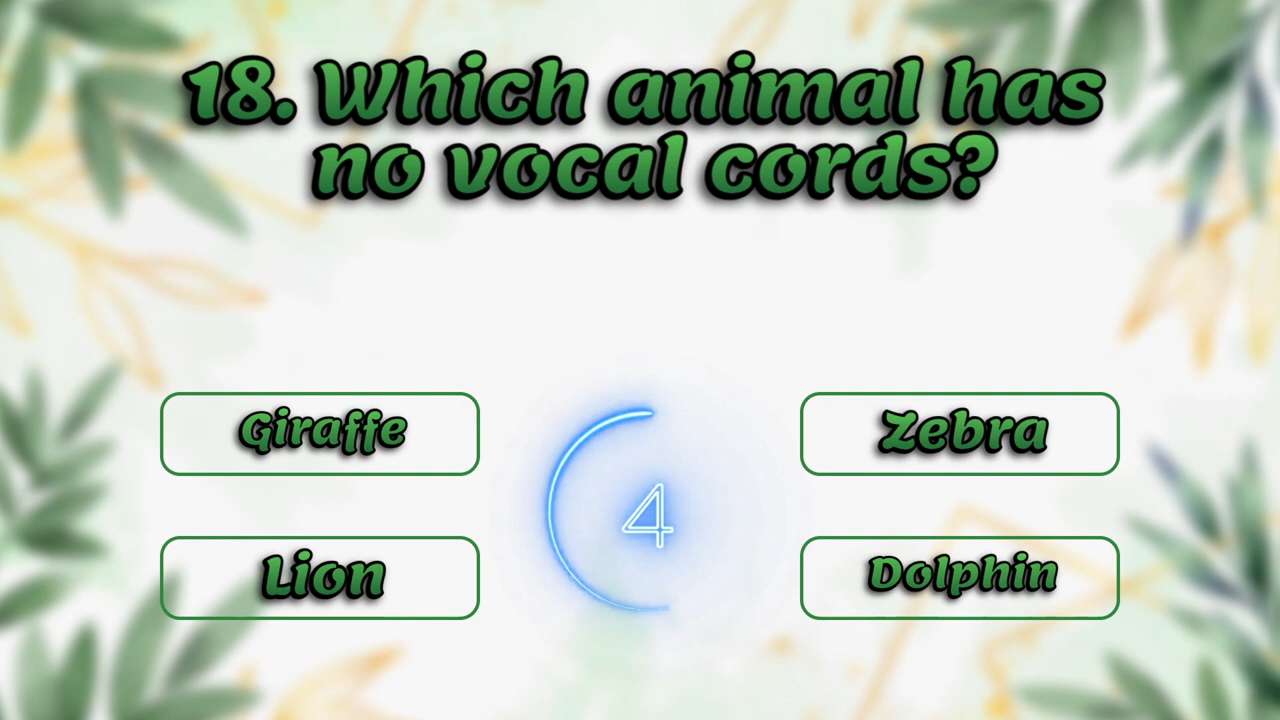 18. Which animal has
no vocal cords?
Giraffe
Zebra
4
Lion
Dolphin